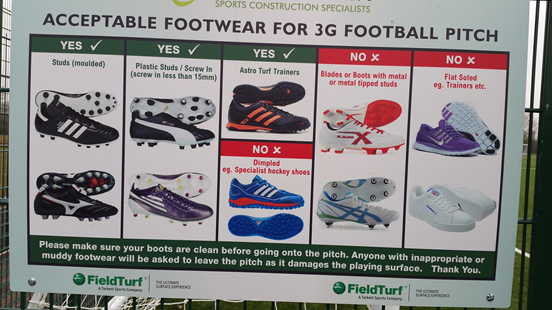 SPORTS CONSTRUCTION SPECIALISTS
ACCEPTABLE FOOTWEAR FOR 3G FOOTBALL PITCH
YES ✓
Studs (moulded)
YES ✓
Plastic Studs / Screw In
(screw in less than 15mm)
YES ✓
Astro Turf Trainers
NO x
Dimpled
eg. Specialist hockey shoes
NO x
Blades or Boots with metal
or metal tipped studs
NO x
Flat Soled
eg. Trainers etc.
Please make sure your boots are clean before going onto the pitch. Anyone with inappropriate or
muddy footwear will be asked to leave the pitch as it damages the playing surface. Thank You.
FieldTurf
A Tarkett Sports Company
THE ULTIMATE
SURFACE EXPERIENCE
FieldTurf
A Tarkett Sports Company
THE ULTIMATE
SURFACE EXPERIENCE